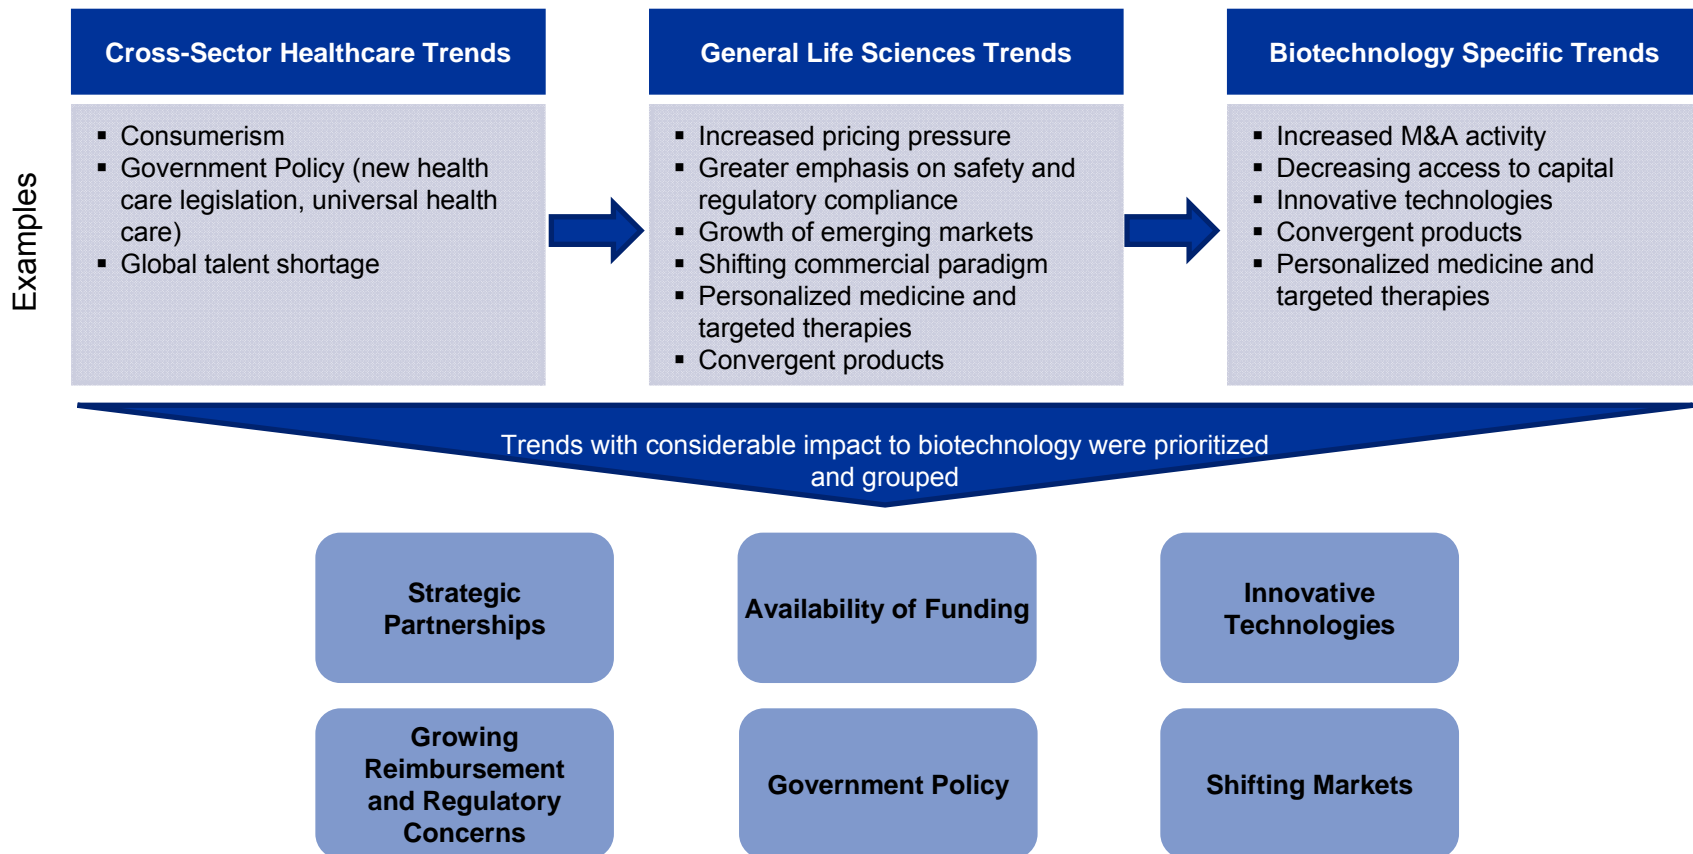 Cross-Sector Healthcare Trends
General Life Sciences Trends
Biotechnology Specific Trends
Examples
▪ Consumerism
▪ Government Policy (new health
care legislation, universal health
care)
▪ Global talent shortage
▪ Increased pricing pressure
▪ Greater emphasis on safety and
regulatory compliance
▪ Growth of emerging markets
▪ Shifting commercial paradigm
▪ Personalized medicine and
targeted therapies
▪ Convergent products
▪ Increased M&A activity
▪ Decreasing access to capital
▪ Innovative technologies
▪ Convergent products
▪ Personalized medicine and
targeted therapies
Trends with considerable impact to biotechnology were prioritized
and grouped
Strategic
Partnerships
Availability of Funding
Innovative
Technologies
Growing
Reimbursement
and Regulatory
Concerns
Government Policy
Shifting Markets